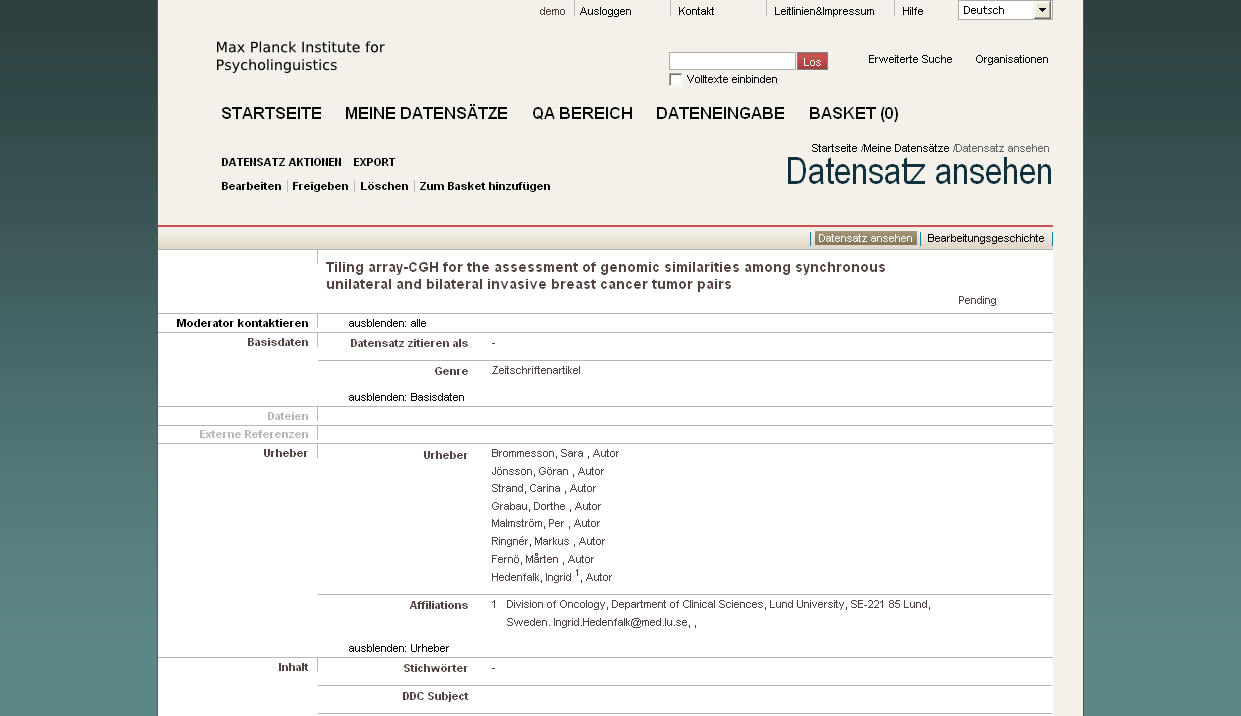 demo Ausloggen Kontakt Leitlinien&Impressum Hilfe Deutsch
Max Planck Institute for
Psycholinguistics
Los Erweiterte Suche Organisationen
Volltexte einbinden
STARTSEITE MEINE DATENSÄTZE QA BEREICH DATENEINGABE BASKET (0)
Startseite /Meine Datensätze /Datensatz ansehen
DATENSATZ AKTIONEN EXPORT
Datensatz ansehen
Bearbeiten Freigeben Löschen Zum Basket hinzufügen
Datensatz ansehen Bearbeitungsgeschichte
Tiling array-CGH for the assessment of genomic similarities among synchronous
unilateral and bilateral invasive breast cancer tumor pairs
Pending
Moderator kontaktieren ausblenden: alle
Basisdaten Datensatz zitieren als -
Genre Zeitschriftenartikel
ausblenden: Basisdaten
Dateien
Externe Referenzen
Urheber Urheber Brommesson, Sara , Autor
Jönsson, Göran , Autor
Strand, Carina , Autor
Grabau, Dorthe , Autor
Malmström, Per , Autor
Ringnér, Markus , Autor
Fernö, Mårten , Autor
Hedenfalk, Ingrid 1, Autor
Affiliations 1 Division of Oncology, Department of Clinical Sciences, Lund University, SE-221 85 Lund,
Sweden. Ingrid.Hedenfalk@med.lu.se, ,
ausblenden: Urheber
Inhalt Stichwörter -
DDC Subject